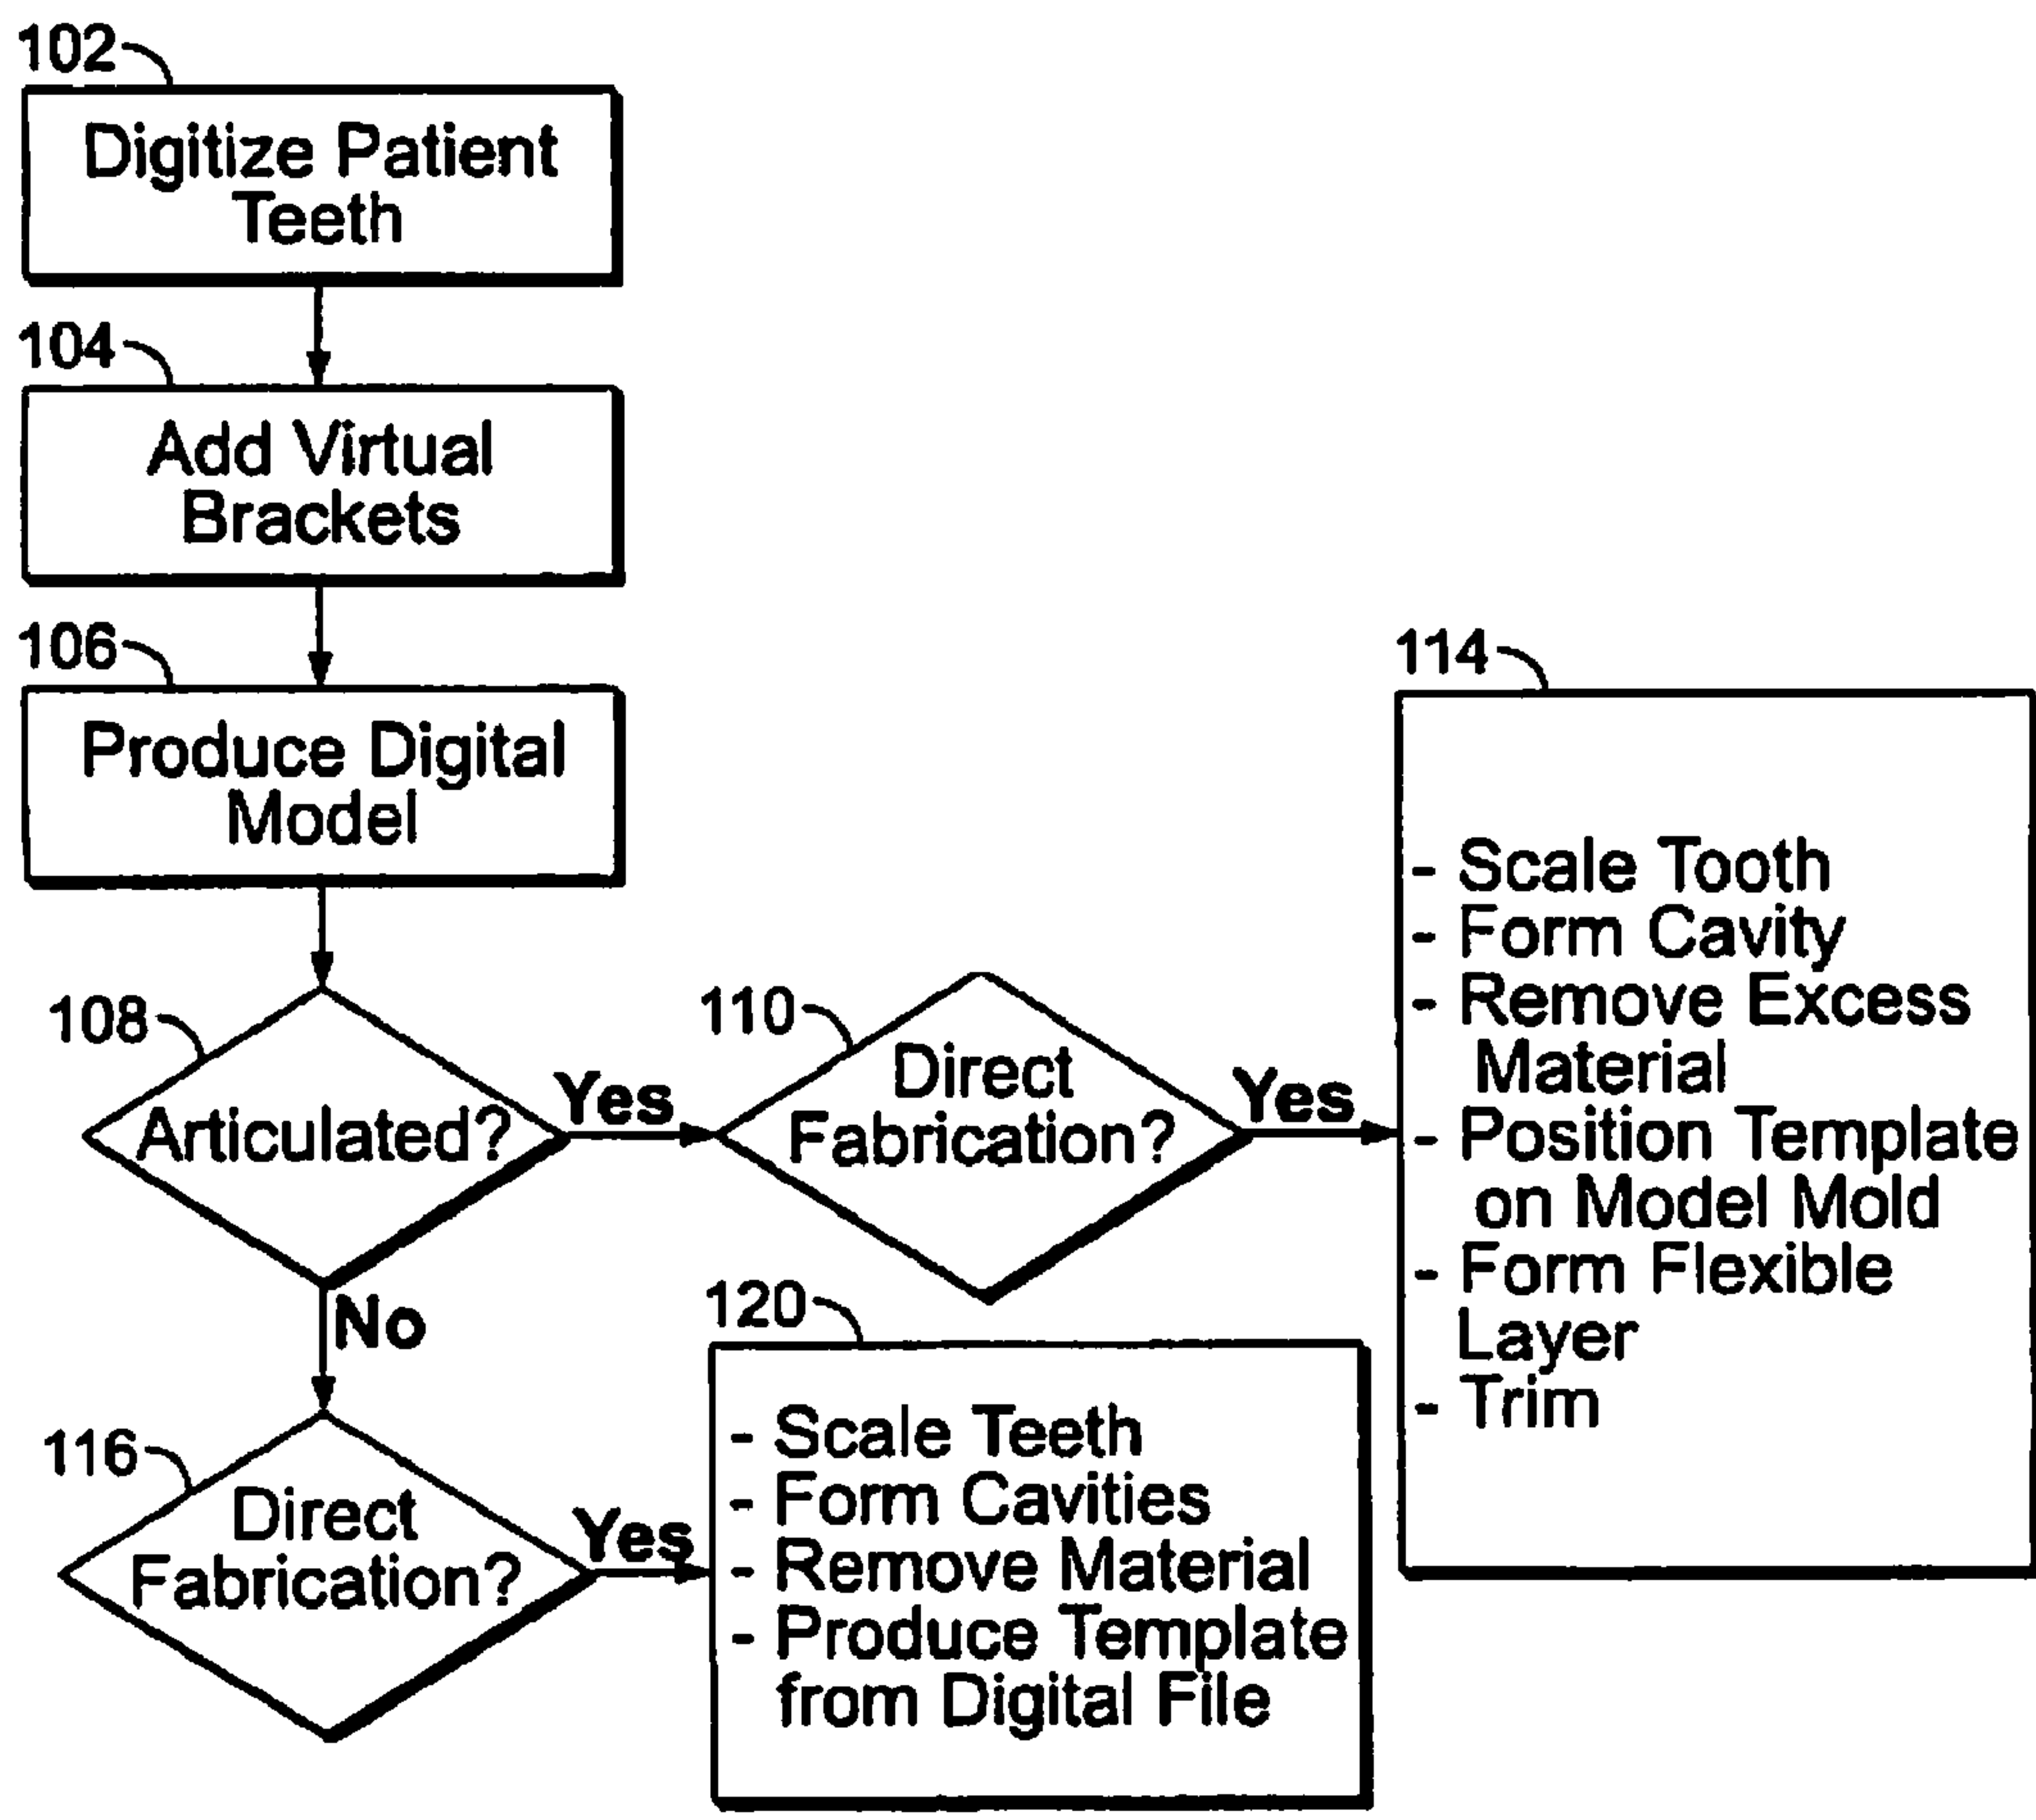 102
Digitize Patient
Teeth
104
Add Virtual
Brackets
106
Produce Digital
Model
108
Articulated?
Yes
110
Direct
Fabrication?
Yes
114
- Scale Tooth
- Form Cavity
- Remove Excess
Material
- Position Template
on Model Mold
- Form Flexible
Layer
- Trim
No
116
Direct
Fabrication?
Yes
120
- Scale Teeth
- Form Cavities
- Remove Material
- Produce Template
from Digital File